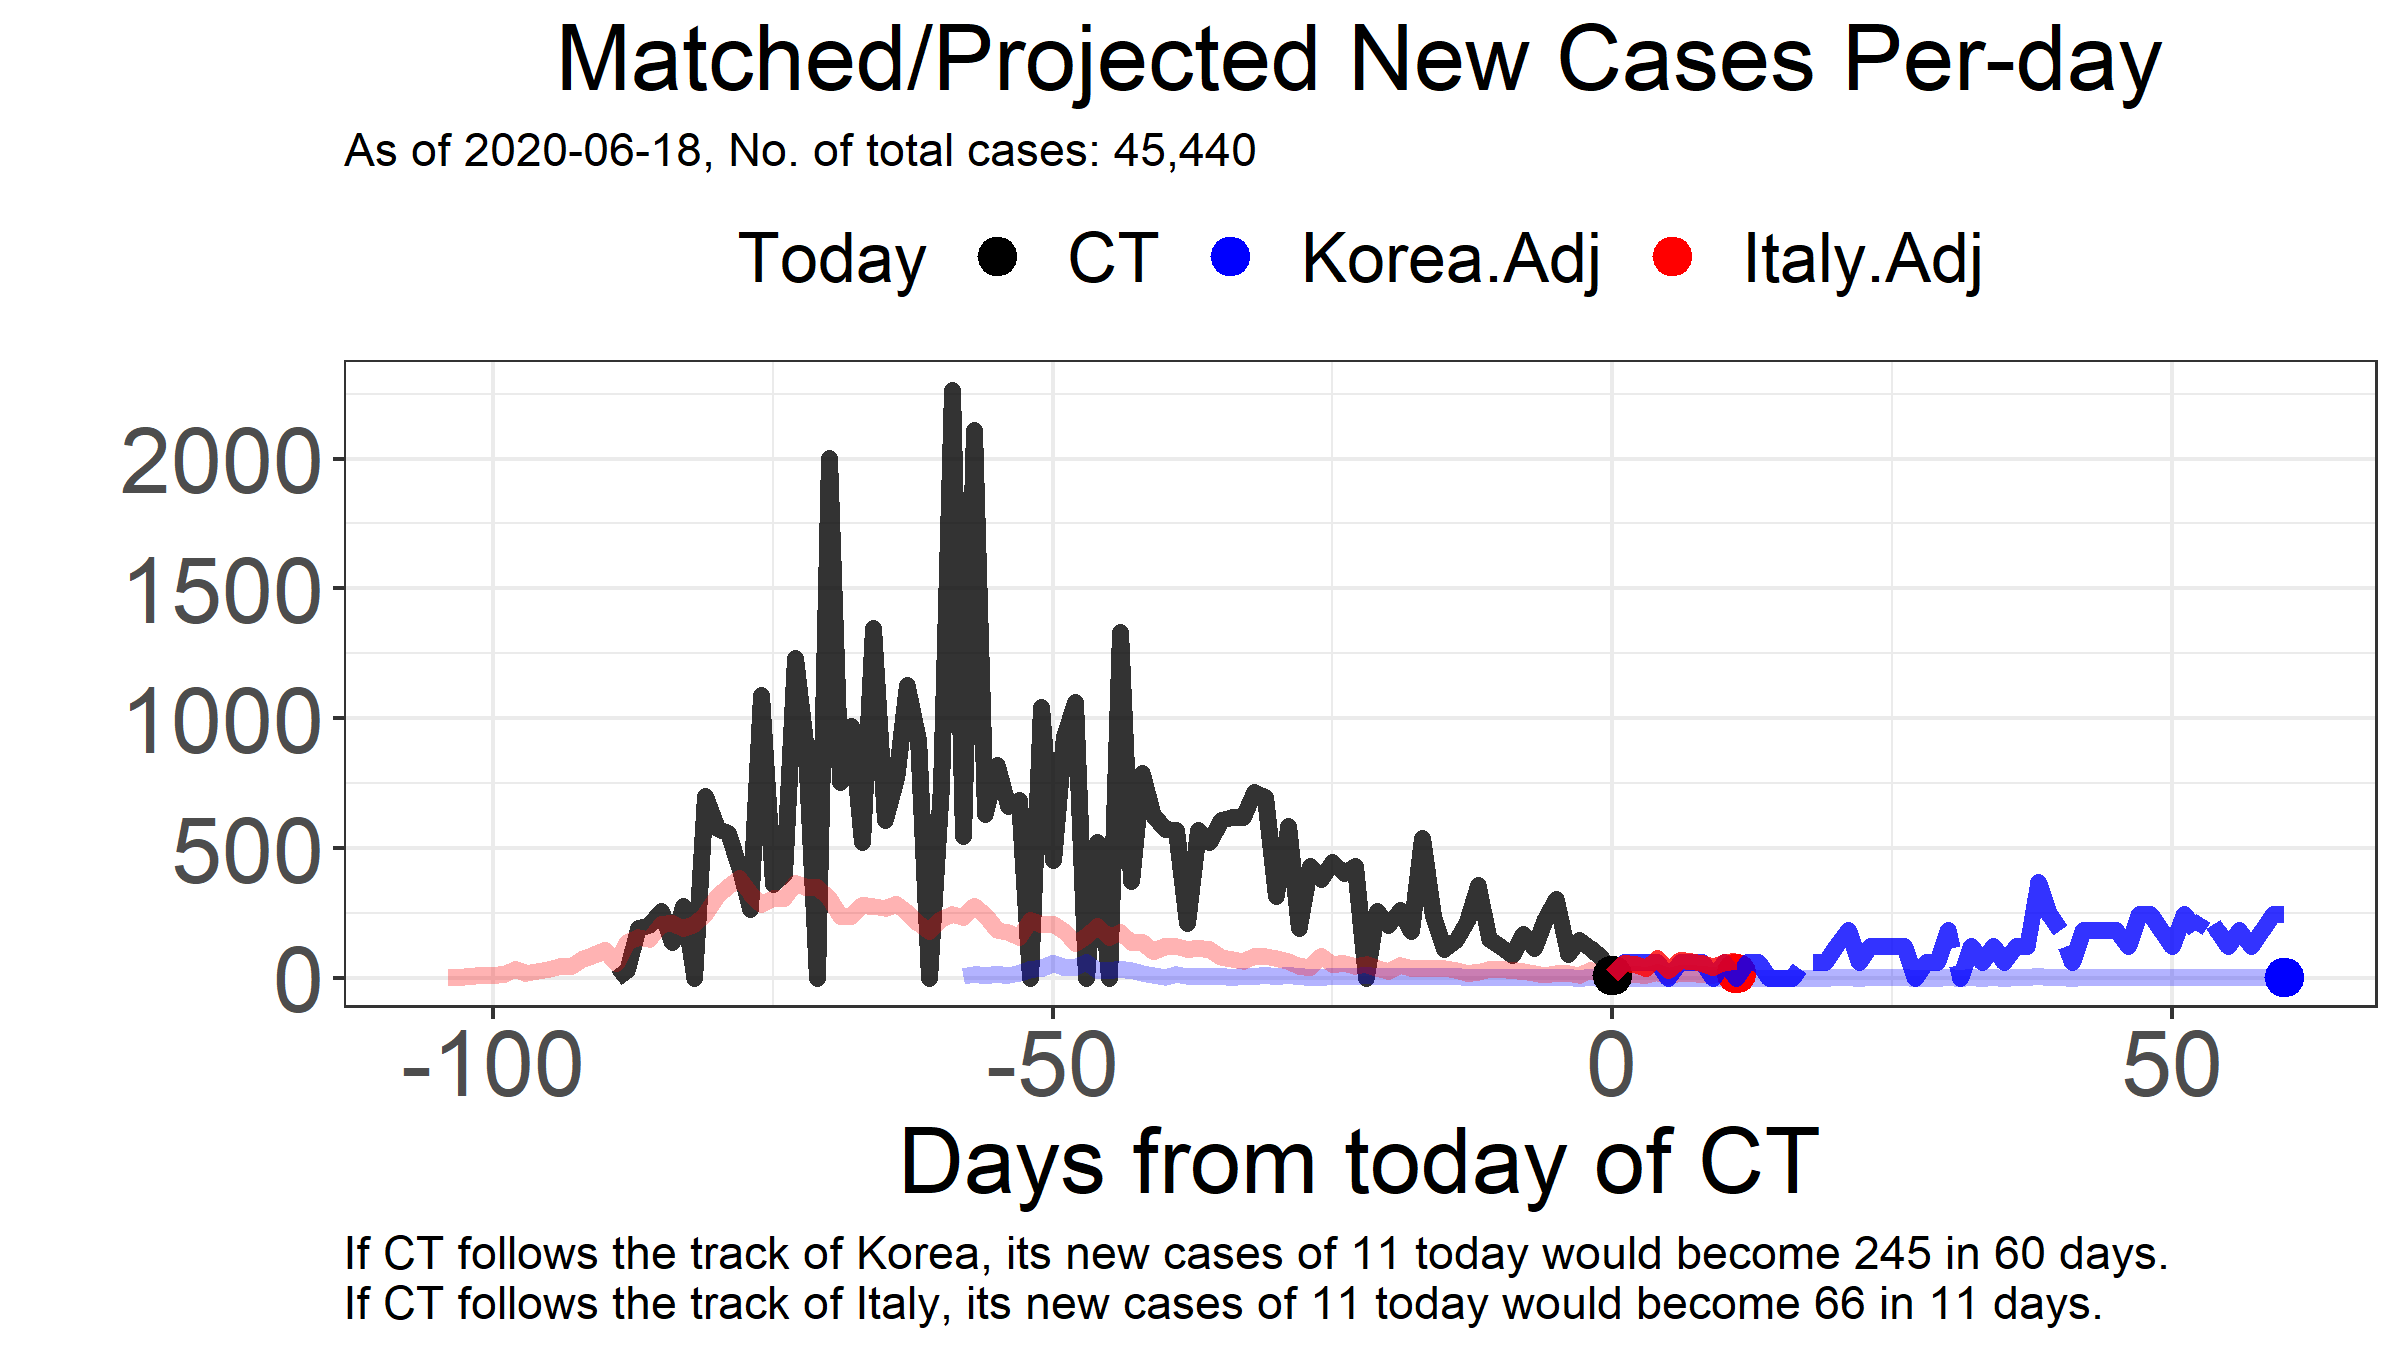 Matched/Projected New Cases Per-day
As of 2020-06-18, No. of total cases: 45,440
Today CT Korea.Adj Italy.Adj
2000
1500
1000
500
0
-100 -50 0 50
Days from today of CT
If CT follows the track of Korea, its new cases of 11 today would become 245 in 60 days.
If CT follows the track of Italy, its new cases of 11 today would become 66 in 11 days.